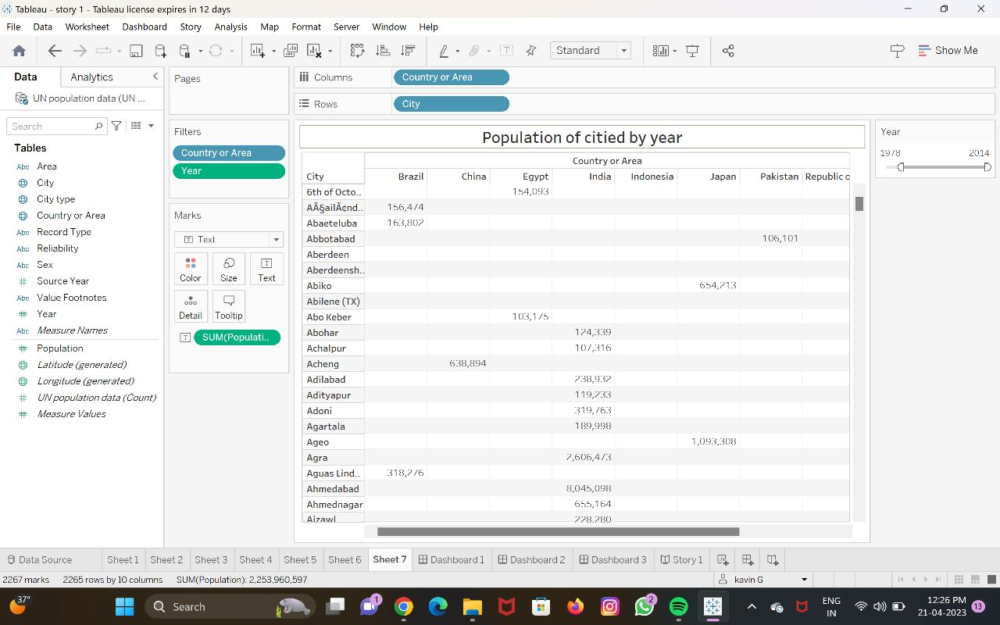 Tableau - story 1 - Tableau license expires in 12 days
File Data Worksheet Dashboard Story Analysis Map Format Server Window Help
Standard
Show Me
Data Analytics
UN population data (UN ...
Search
Tables
Abc Area
City
City type
Country or Area
Abc Record Type
Abc Reliability
Abc Sex
Source Year
Abc Value Footnotes
Year
Abc Measure Names
Population
Latitude (generated)
Longitude (generated)
UN population data (Count)
Measure Values
Pages
Filters
Country or Area
Year
Marks
Text
Color Size Text
Detail Tooltip
SUM(Populati..
Columns Country or Area
Rows City
Population of citied by year
Country or Area
City Brazil China Egypt India Indonesia Japan Pakistan Republic o
6th of Octo.. 154,093
AÃ§ailÃ¢nd.. 156,474
Abaeteluba 163,802
Abbotabad 106,101
Aberdeen
Aberdeensh..
Abiko 654,213
Abilene (TX)
Abo Keber 103,175
Abohar 124,339
Achalpur 107,316
Acheng 638,894
Adilabad 238,932
Adityapur 119,233
Adoni 319,763
Agartala 189,998
Ageo 1,093,308
Agra 2,606,473
Aguas Lind.. 318,276
Ahmedabad 8,045,098
Ahmednagar 655,164
Aizawl 228,280
Year
1978 2014
Data Source Sheet 1 Sheet 2 Sheet 3 Sheet 4 Sheet 5 Sheet 6 Sheet 7 Dashboard 1 Dashboard 2 Dashboard 3 Story 1
2267 marks 2265 rows by 10 columns SUM(Population): 2,253,960,597 kavin G
37° Search 1 2 ENG 12:26 PM 13
IN 21-04-2023